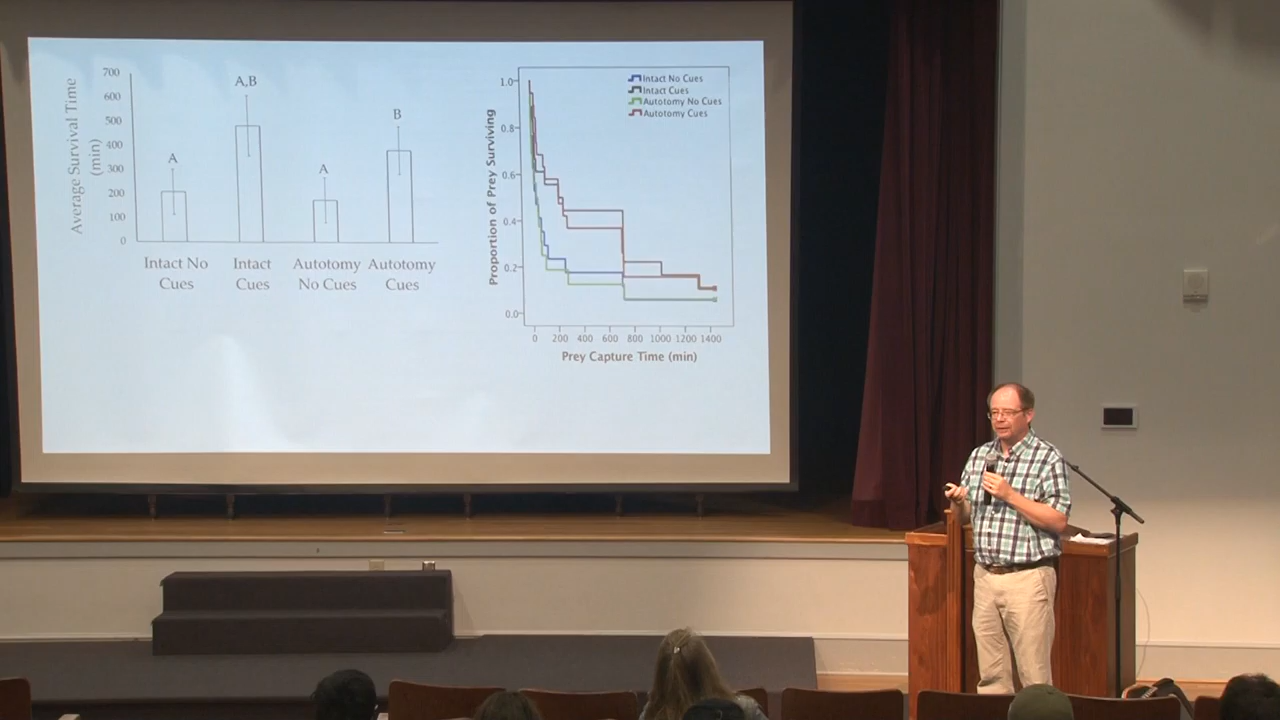 Average Survival Time
(min)
700
600
500
400
300
200
100
0
A
A,B
A
B
Intact No
Cues
Intact
Cues
Autotomy
No Cues
Autotomy
Cues
Proportion of Prey Surviving
1.0
0.8
0.6
0.4
0.2
0.0
Intact No Cues
Intact Cues
Autotomy No Cues
Autotomy Cues
0 200 400 600 800 1000 1200 1400
Prey Capture Time (min)